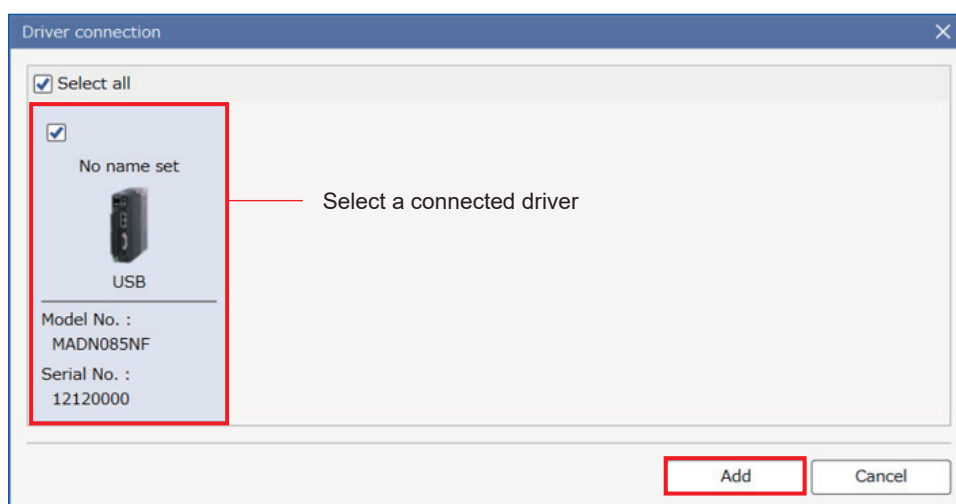 Driver connection
Select all
No name set
Select a connected driver
USB
Model No. :
MADN085NF
Serial No. :
12120000
Add
Cancel